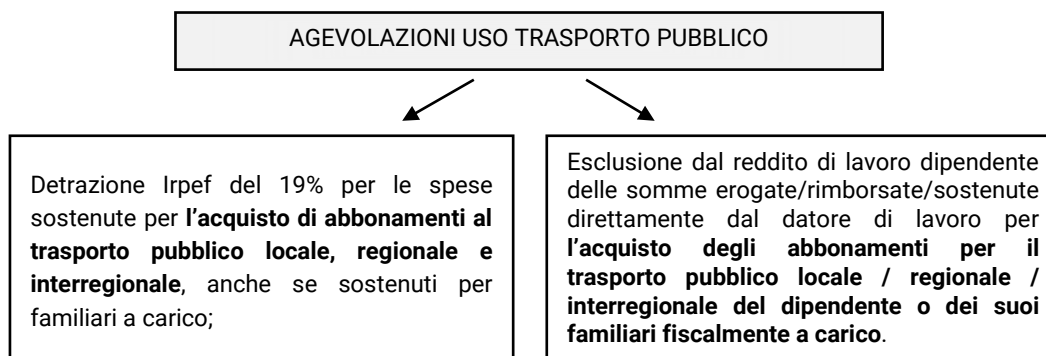 AGEVOLAZIONI USO TRASPORTO PUBBLICO
Detrazione Irpef del 19% per le spese
sostenute per l'acquisto di abbonamenti al
trasporto pubblico locale, regionale e
interregionale, anche se sostenuti per
familiari a carico;
Esclusione dal reddito di lavoro dipendente
delle somme erogate/rimborsate/sostenute
direttamente dal datore di lavoro per
l'acquisto degli abbonamenti per il
trasporto pubblico locale / regionale /
interregionale del dipendente o dei suoi
familiari fiscalmente a carico.